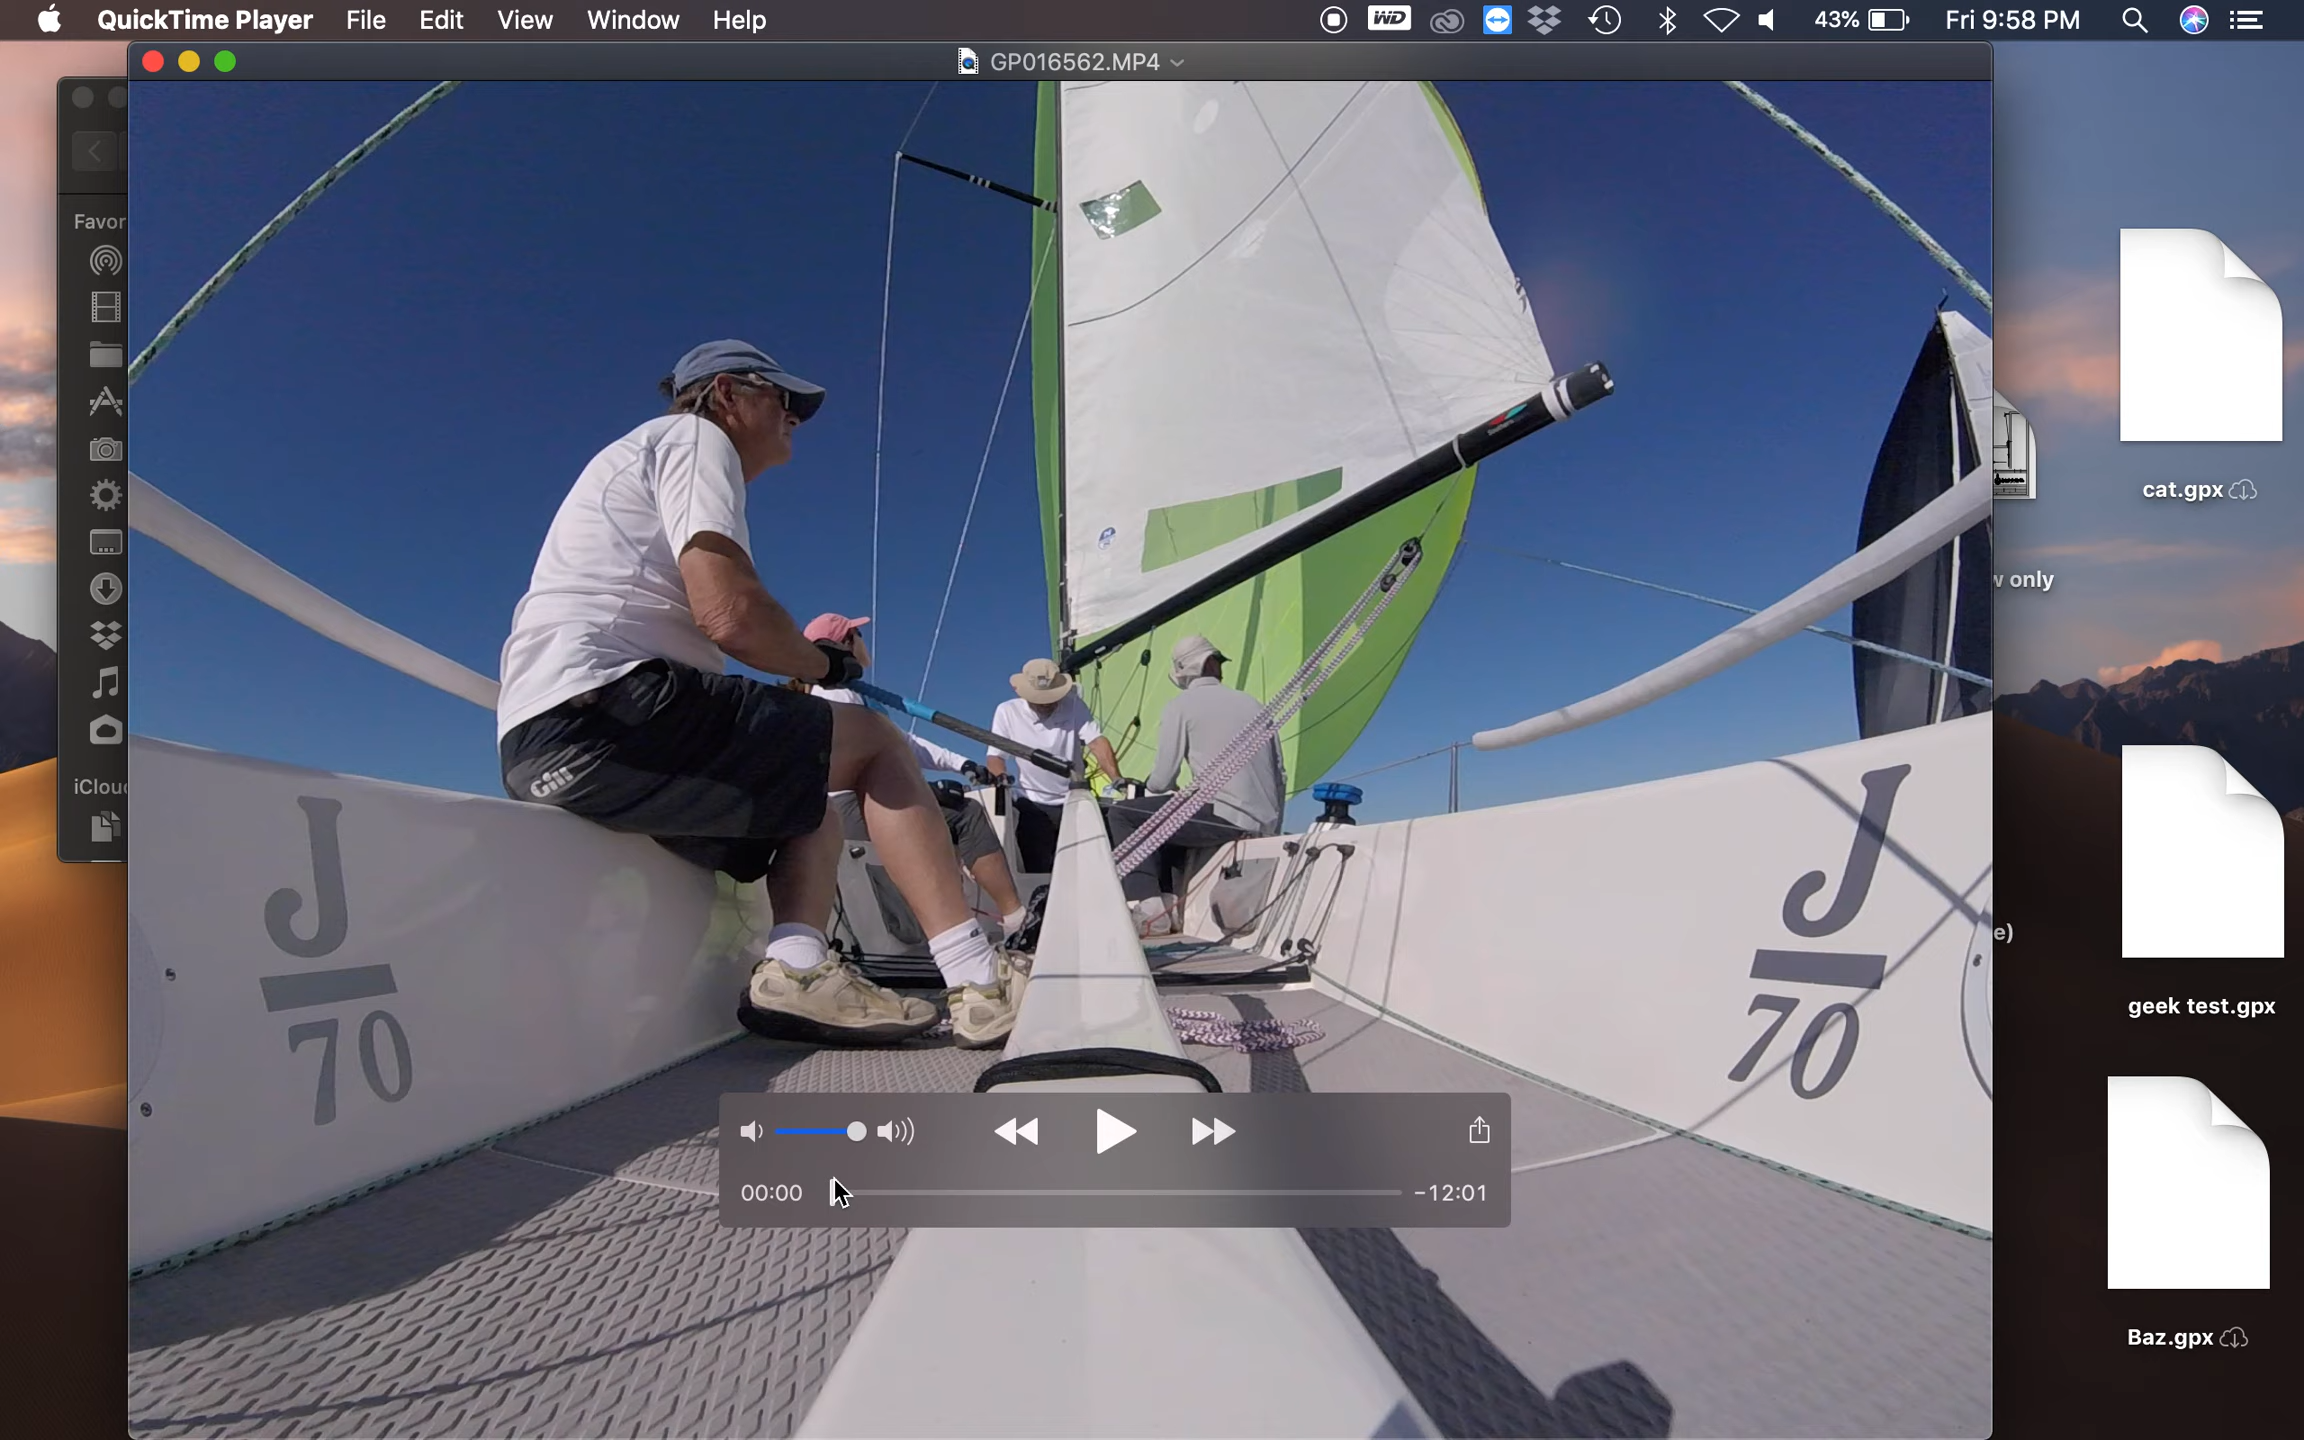 QuickTime Player File Edit View Window Help
WD 43% Fri 9:58 PM
GP016562.MP4
Favor
iClou
Gill
J
70
J
70
00:00 -12:01
cat.gpx
w only
e)
geek test.gpx
Baz.gpx